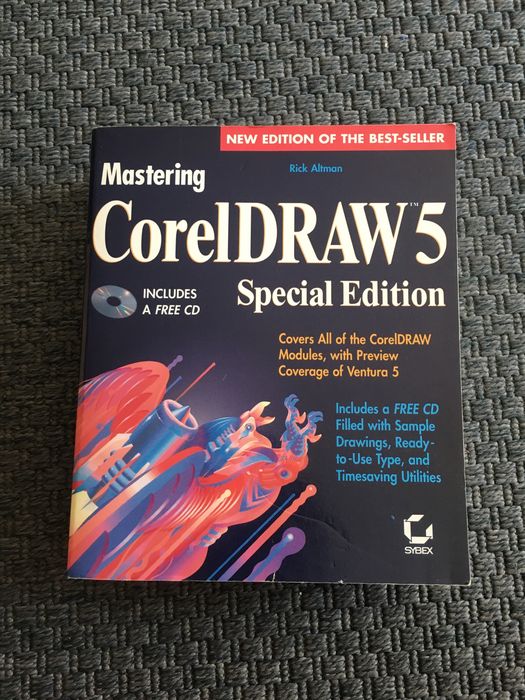 NEW EDITION OF THE BEST-SELLER
Rick Altman
Mastering
CorelDRAW™ 5
Special Edition
INCLUDES
A FREE CD
Covers All of the CorelDRAW
Modules, with Preview
Coverage of Ventura 5
Includes a FREE CD
Filled with Sample
Drawings, Ready-
to-Use Type, and
Timesaving Utilities
SYBEX